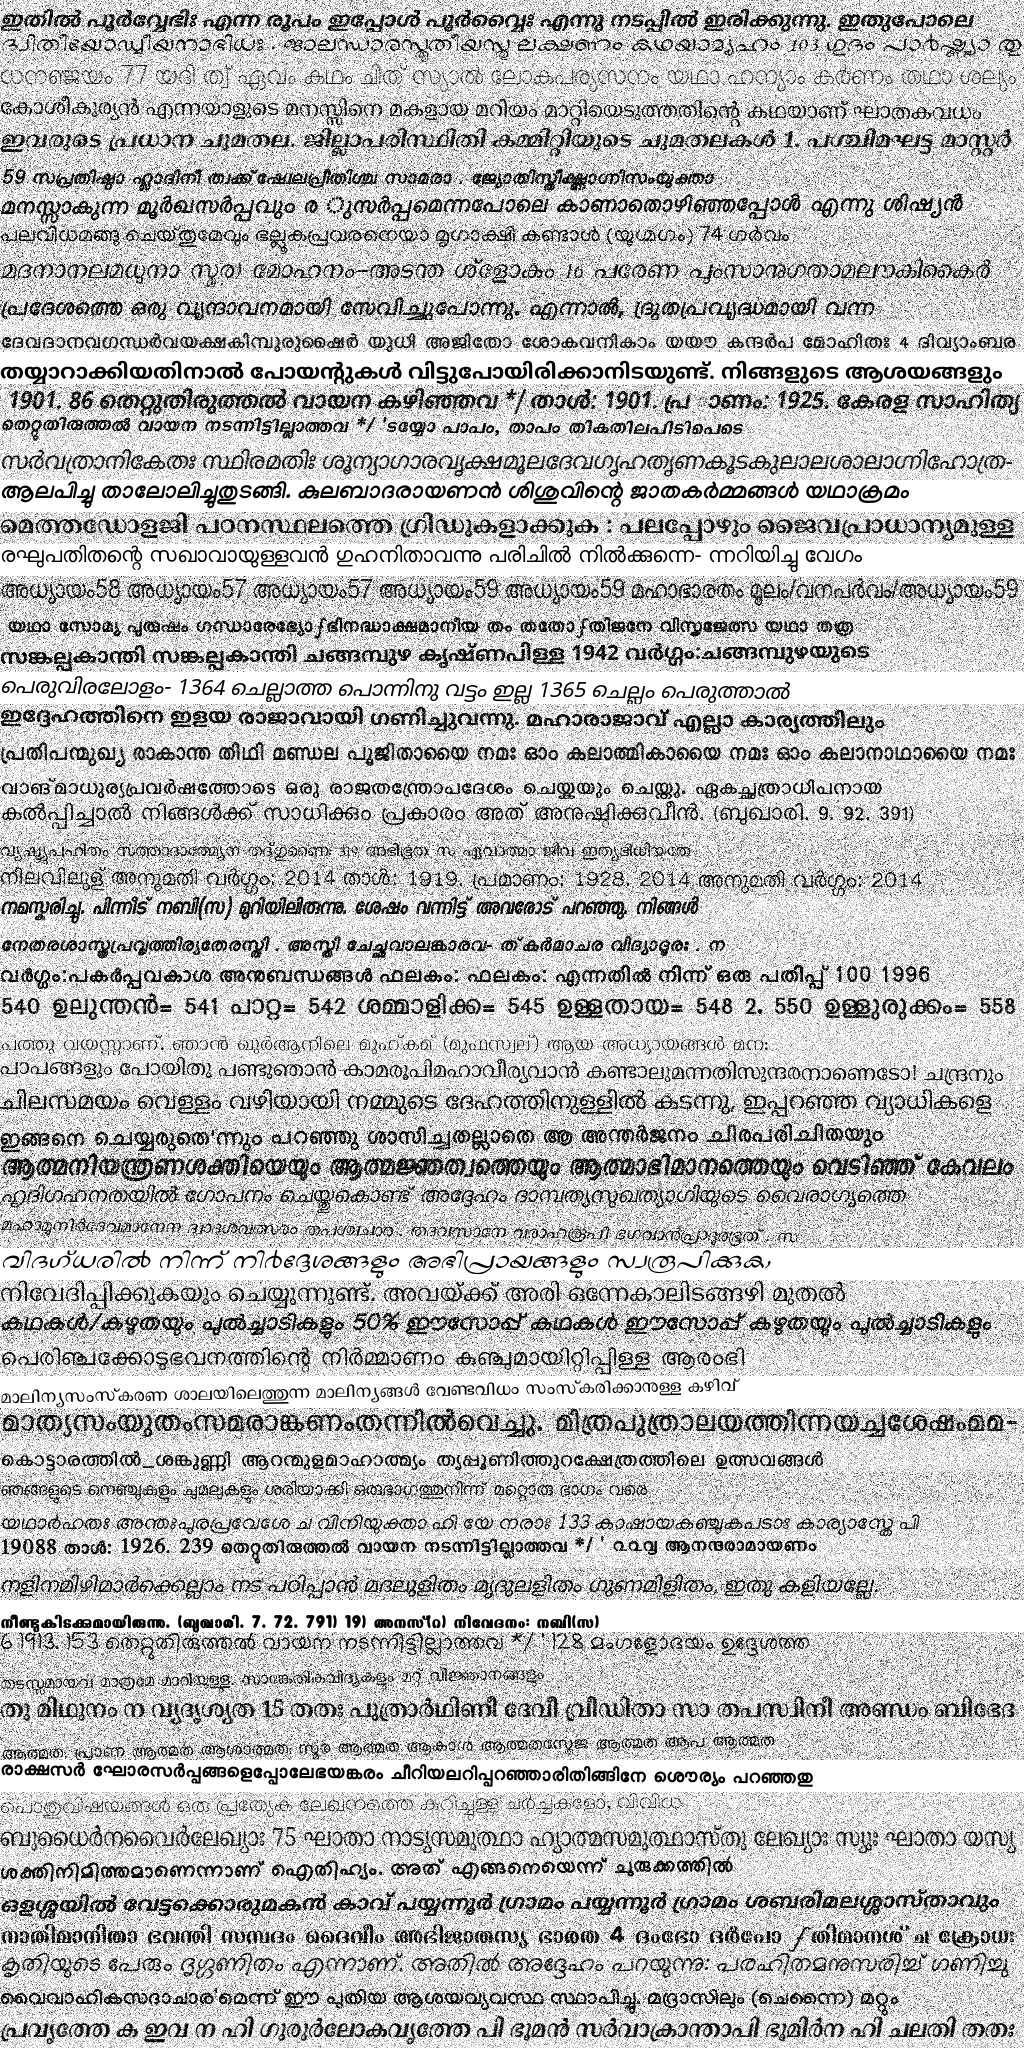 ഇതിൽ പൂർവ്വേഭിഃ എന്ന രൂപം ഇപ്പോൾ പൂർവ്വൈഃ എന്നു നടപ്പിൽ ഇരിക്കുന്നു. ഇതുപോലെ
ലക്ഷണം കഥയാമ്യഹം 103 ഗുദം
ധനഞ്ജയം 77 യദി ത്വ് ഏവം കഥം ചിത് സ്യാൽ ലോകപര്യസനം യഥാ ഹന്യാം കർണം തഥാ ശല്യം
കോശീകുര്യൻ എന്നയാളുടെ മനസ്സിനെ മകളായ മറിയം മാറ്റിയെടുത്തതിന്റെ കഥയാണ് ഘാതകവധം
ഇവരുടെ പ്രധാന ചുമതല. ജില്ലാപരിസ്ഥിതി കമ്മിറ്റിയുടെ ചുമതലകൾ 1. പശ്ചിമഘട്ട മാസ്റ്റർ
59 സപ്രതിഷ്ഠാ ഹ്ലാദിനീ ത്വക്ക് ഷേലപ്രീതിശ്ച സാമരാ . ജ്യോതിസ്ത്രീഷ്ണാഗ്നിസംയുക്താ
മനസ്സാകുന്ന മൂർഖസർപ്പവും ര ുസർപ്പമെന്നപോലെ കാണാതൊഴിഞ്ഞപ്പോൾ എന്നു ശിഷ്യൻ
പലവിധമങ്ങു ചെയ്തുമേവും ഭല്ലുകപ്രവരനെയാ മൃഗാക്ഷി കണ്ടാൾ (യുഗ്മഗം) 74 ഗർവം
മദനാനലമധുനാ സൂതി മോഹനം-അടന്ത ശ്ളോകം 10 പരേണ പുംസാനുഗതാമലൗകികൈർ
പ്രദേശത്തെ ഒരു വൃന്ദാവനമായി സേവിച്ചുപോന്നു. എന്നാൽ, ദ്രുതപ്രവൃദ്ധമായി വന്ന
ദേവദാനവഗന്ധർവയക്ഷകിമ്പുരുഷൈർ യുധി അജിതോ ശോകവനികാം യയൗ കന്ദർപ മോഹിതഃ 4 ദിവ്യാംബര
തയ്യാറാക്കിയതിനാൽ പോയന്റുകൾ വിട്ടുപോയിരിക്കാനിടയുണ്ട്. നിങ്ങളുടെ ആശയങ്ങളും
1901. 86 തെറ്റുതിരുത്തൽ വായന കഴിഞ്ഞവ */ താൾ: 1901. പ്ര ാണം: 1925. കേരള സാഹിത്യ
തെറ്റുതിരുത്തൽ വായന നടന്നിട്ടില്ലാത്തവ */ 'ടയ്യോ പാപം, താപം തികതിലപിടിപെടെ
സർവത്രാനികേതഃ സ്ഥിരമതിഃ ശൂന്യാഗാരവൃക്ഷമൂലദേവഗൃഹതൃണകൂടകുലാലശാലാഗ്നിഹോത്ര-
ആലപിച്ചു താലോലിച്ചുതുടങ്ങി. കുലബാദരായണൻ ശിശുവിന്റെ ജാതകർമ്മങ്ങൾ യഥാക്രമം
മെത്തഡോളജി പഠനസ്ഥലത്തെ ഗ്രിഡുകളാക്കുക : പലപ്പോഴും ജൈവപ്രാധാന്യമുള്ള
രഘുപതിതന്റെ സഖാവായുള്ളവൻ ഗുഹനിതാവന്നു പരിചിൽ നിൽക്കുന്നെ- ന്നറിയിച്ചു വേഗം
അധ്യായം58 അധ്യായം57 അധ്യായം57 അധ്യായം59 അധ്യായം59 മഹാഭാരതം മൂലം/വനപർവം/അധ്യായം59
യഥാ സോമ്യ പുരുഷം ഗന്ധാരേഭ്യോƒഭിനദ്ധാക്ഷമാനീയ തം തതോƒതിജനേ വിസൃജേത്സ യഥാ തത്ര
സങ്കല്പകാന്തി സങ്കല്പകാന്തി ചങ്ങമ്പുഴ കൃഷ്ണപിള്ള 1942 വർഗ്ഗം:ചങ്ങമ്പുഴയുടെ
പെരുവിരലോളം- 1364 ചെല്ലാത്ത പൊന്നിനു വട്ടം ഇല്ല 1365 ചെല്ലം പെരുത്താൽ
ഇദ്ദേഹത്തിനെ ഇളയ രാജാവായി ഗണിച്ചുവന്നു. മഹാരാജാവ് എല്ലാ കാര്യത്തിലും
പ്രതിപന്മുഖ്യ രാകാന്ത തിഥി മണ്ഡല പൂജിതായൈ നമഃ ഓം കലാത്മികായൈ നമഃ ഓം കലാനാഥായൈ നമഃ
വാങ്മാധുര്യപ്രവർഷത്തോടെ ഒരു രാജതന്ത്രോപദേശം ചെയ്കയും ചെയ്തു. ഏകച്ഛത്രാധിപനായ
കൽപ്പിച്ചാൽ നിങ്ങൾക്ക് സാധിക്കും പ്രകാരം അത് അനുഷ്ഠിക്കുവീൻ. (ബുഖാരി. 9. 92. 391)
ഏവാത്മാ ജീവ
നിലവിലുള് അനുമതി വർഗ്ഗം: 2014 താൾ: 1919. പ്രമാണം: 1928. 2014 അനുമതി വർഗ്ഗം: 2014
നമസ്കരിച്ചു. പിന്നീട് നബി(സ) മുറിയിലിരുന്നു. ശേഷം വന്നിട്ട് അവരോട് പറഞ്ഞു. നിങ്ങൾ
നേതരശാസ്ത്രപ്രവൃത്തിര്യതേരസ്ത്രീ . അസ്ത്രീ ചേച്ഛവാലങ്കാരവ- ത്കർമാചര വിദ്യാദൂരഃ . ന
വർഗ്ഗം:പകർപ്പവകാശ അനുബന്ധങ്ങൾ ഫലകം: ഫലകം: എന്നതിൽ നിന്ന് ഒരു പതിപ്പ് 100 1996
540 ഉലുന്തൻ= 541 പാറ്റ= 542 ശമ്മാളിക്ക= 545 ഉള്ളതായ= 548 2. 550 ഉള്ളുരുക്കം= 558
പത്തു വയസ്സാണ്. ഞാൻ ഖുർആനിലെ മുഹ്കമ് (മുഫസ്വല്) ആയ അധ്യായങ്ങൾ മന:
പാപങ്ങളും പോയിതു പണ്ടുഞാൻ കാമരൂപിമഹാവീര്യവാൻ കണ്ടാലുമന്നതിസുന്ദരനാണെടോ! ചന്ദ്രനും
ചിലസമയം വെള്ളം വഴിയായി നമ്മുടെ ദേഹത്തിനുള്ളിൽ കടന്നു, ഇപ്പറഞ്ഞ വ്യാധികളെ
ഇങ്ങനെ ചെയ്യരുതെ'ന്നും പറഞ്ഞു ശാസിച്ചതല്ലാതെ ആ അന്തർജനം ചിരപരിചിതയും
ആത്മനിയന്ത്രണശക്തിയെയും ആത്മജ്ഞത്വത്തെയും ആത്മാഭിമാനത്തെയും വെടിഞ്ഞ് കേവലം
ഹൃദിഗഹനതയിൽ ഗോപനം ചെയ്തുകൊണ്ട് അദ്ദേഹം ദാമ്പത്യസുഖത്യാഗിയുടെ വൈരാഗ്യത്തെ
മഹാമുനിർദേവമാനേന ദ്വാദശവത്സരം തപശ്ചചാര . തദവസാനേ വരാഹരൂപീ ഭഗവാൻപ്രാദുരഭൂത് . സ
വിദഗ്ധരിൽ നിന്ന് നിർദ്ദേശങ്ങളും അഭിപ്രായങ്ങളും സ്വരൂപിക്കുക,
നിവേദിപ്പിക്കുകയും ചെയ്യുന്നുണ്ട്. അവയ്ക്ക് അരി ഒന്നേകാലിടങ്ങഴി മുതൽ
കഥകൾ/കഴുതയും പുൽച്ചാടികളും 50% ഈസോപ്പ് കഥകൾ ഈസോപ്പ് കഴുതയും പുൽച്ചാടികളും
പെരിഞ്ചക്കോടുഭവനത്തിന്റെ നിർമ്മാണം കുഞ്ചുമായിറ്റിപ്പിള്ള ആരംഭി
മാലിന്യസംസ്കരണ ശാലയിലെത്തുന്ന മാലിന്യങ്ങൾ വേണ്ടവിധം സംസ്കരിക്കാനുള്ള കഴിവ്
മാതൃസംയുതംസമരാങ്കണംതന്നിൽവെച്ചു. മിത്രപുത്രാലയത്തിന്നയച്ചശേഷംമമ-
കൊട്ടാരത്തിൽ_ശങ്കുണ്ണി ആറന്മുളമാഹാത്മ്യം തൃപ്പൂണിത്തുറക്ഷേത്രത്തിലെ ഉത്സവങ്ങൾ
ഞങ്ങളുടെ നെഞ്ചുകളും ചുമലുകളും ശരിയാക്കി ഒരുഭാഗത്തുനിന്ന് മറ്റൊരു ഭാഗം വരെ
യഥാർഹതഃ അന്തഃപുരപ്രവേശേ ച വിനിയുക്താ ഹി യേ നരാഃ 133 കാഷായകഞ്ചുകപടാഃ കാര്യാസ്തേ പി
19088 താൾ: 1926. 239 തെറ്റുതിരുത്തൽ വായന നടന്നിട്ടില്ലാത്തവ */ ' ൨൨൮ ആനന്ദരാമായണം
നളിനമിഴിമാർക്കെല്ലാം നട പഠിപ്പാൻ മദലുളിതം മൃദുലളിതം ഗുണമിളിതം, ഇതു കളിയല്ലേ.
നീണ്ടുകിടക്കുമായിരുന്നു. (ബുഖാരി. 7. 72. 791) 19) അനസ്(റ) നിവേദനം: നബി(സ)
6 1913. 153 തെറ്റുതിരുത്തൽ വായന നടന്നിട്ടില്ലാത്തവ */ ' 128 മംഗളോദയം ഉദ്ദേശത്ത
തടസ്സമായവ മാത്രമേ മാറിയുള്ളൂ. സാങ്കേതികവിദ്യകളും മറ്റ് വിജ്ഞാനങ്ങളും
തു മിഥുനം ന വ്യദൃശ്യത 15 തതഃ പുത്രാർഥിണീ ദേവീ വ്രീഡിതാ സാ തപസ്വിനീ അണ്ഡം ബിഭേദ
ആത്മത: പ്രാണ ആത്മത ആശാത്മത: സ്മര ആത്മത ആകാശ ആത്മതസ്തേജ ആത്മത ആപ ആത്മത
രാക്ഷസർ ഘോരസർപ്പങ്ങളെപ്പോലേഭയങ്കരം ചീറിയലറിപ്പറഞ്ഞാരിതിങ്ങിനേ ശൌര്യം പറഞ്ഞതു
പൊതുവിഷയങ്ങൾ ഒരു പ്രത്യേക ലേഖനത്തെ കുറിച്ചുള്ള ചർച്ചകളോ, വിവിധ
ബുധൈർനവൈർലേഖ്യാഃ 75 ഘാതാ നാട്യസമുത്ഥാ ഹ്യാത്മസമുത്ഥാസ്തു ലേഖ്യാഃ സ്യുഃ ഘാതാ യസ്യ
ശക്തിനിമിത്തമാണെന്നാണ് ഐതിഹ്യം. അത് എങ്ങനെയെന്ന് ചുരുക്കത്തിൽ
ഒളശ്ശയിൽ വേട്ടക്കൊരുമകൻ കാവ് പയ്യന്നൂർ ഗ്രാമം പയ്യന്നൂർ ഗ്രാമം ശബരിമലശ്ശാസ്താവും
നാതിമാനിതാ ഭവന്തി സമ്പദം ദൈവീം അഭിജാതസ്യ ഭാരത 4 ദംഭോ ദർപോ ƒതിമാനശ് ച ക്രോധഃ
കൃതിയുടെ പേരും ദൃഗ്ഗണിതം എന്നാണ്. അതിൽ അദ്ദേഹം പറയുന്നു: പരഹിതമനുസരിച്ച് ഗണിച്ചു
വൈവാഹികസദാചാര'മെന്ന് ഈ പുതിയ ആശയവ്യവസ്ഥ സ്ഥാപിച്ചു. മദ്രാസിലും (ചെന്നൈ) മറ്റും
പ്രവൃത്തേ ക ഇവ ന ഹി ഗുരുർലോകവൃത്തേ പി ഭൂമൻ സർവാക്രാന്താപി ഭൂമിർന ഹി ചലതി തതഃ